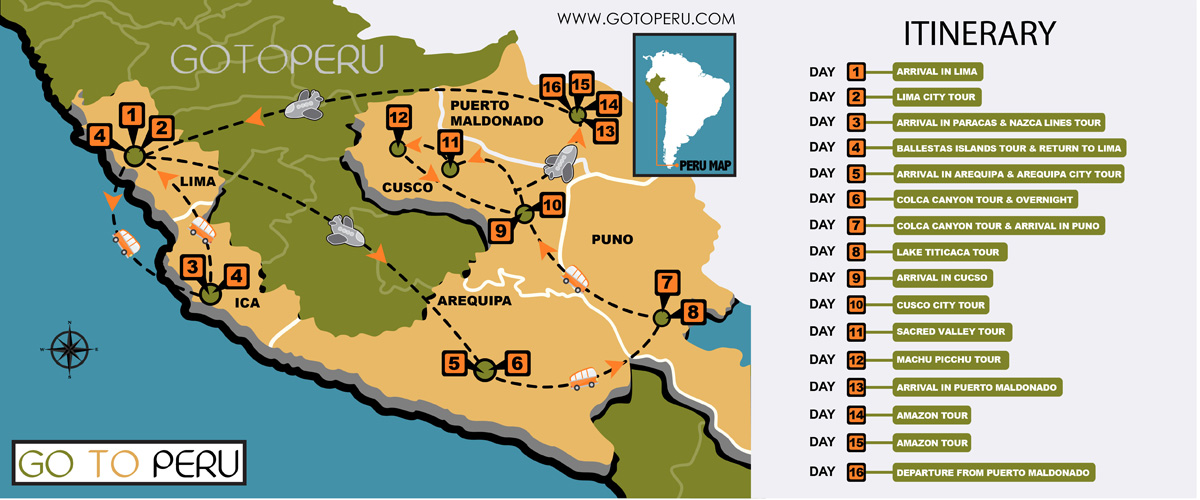 WWW.GOTOPERU.COM
GOTOPERU
PERU MAP
16
15
14
13
PUERTO
MALDONADO
12
11
CUSCO
10
9
1
4
2
LIMA
3
4
ICA
PUNO
7
8
AREQUIPA
5
6
N
W
E
S
GO TO PERU
ITINERARY
DAY 1 ARRIVAL IN LIMA
DAY 2 LIMA CITY TOUR
DAY 3 ARRIVAL IN PARACAS & NAZCA LINES TOUR
DAY 4 BALLESTAS ISLANDS TOUR & RETURN TO LIMA
DAY 5 ARRIVAL IN AREQUIPA & AREQUIPA CITY TOUR
DAY 6 COLCA CANYON TOUR & OVERNIGHT
DAY 7 COLCA CANYON TOUR & ARRIVAL IN PUNO
DAY 8 LAKE TITICACA TOUR
DAY 9 ARRIVAL IN CUCSO
DAY 10 CUSCO CITY TOUR
DAY 11 SACRED VALLEY TOUR
DAY 12 MACHU PICCHU TOUR
DAY 13 ARRIVAL IN PUERTO MALDONADO
DAY 14 AMAZON TOUR
DAY 15 AMAZON TOUR
DAY 16 DEPARTURE FROM PUERTO MALDONADO